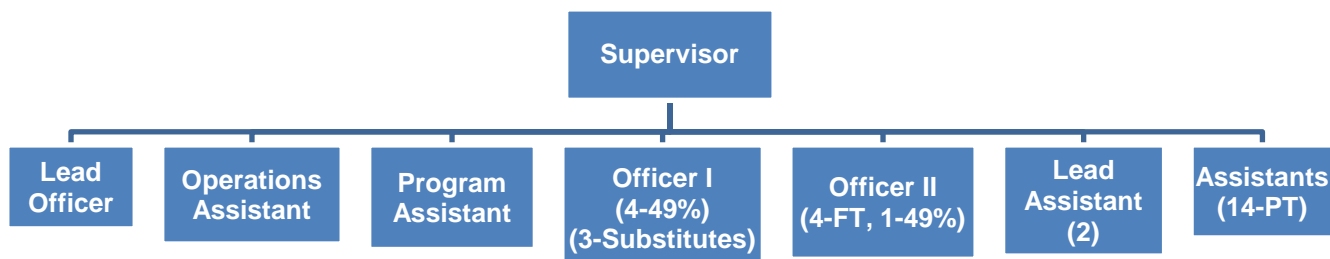 Supervisor
Lead
Officer
Operations
Assistant
Program
Assistant
Officer I
(4-49%)
(3-Substitutes)
Officer II
(4-FT, 1-49%)
Lead
Assistant
(2)
Assistants
(14-PT)